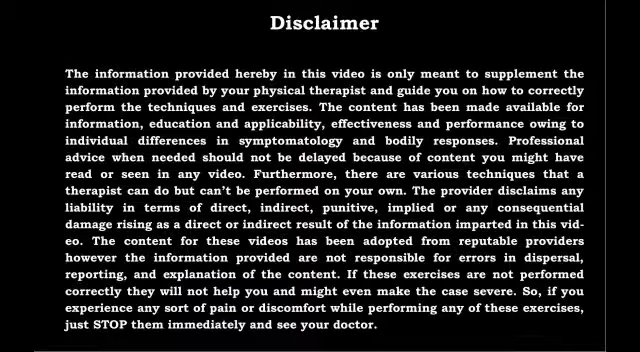 Disclaimer
The information provided hereby in this video is only meant to supplement the
information provided by your physical therapist and guide you on how to correctly
perform the techniques and exercises. The content has been made available for
information, education and applicability, effectiveness and performance owing to
individual differences in symptomatology and bodily responses. Professional
advice when needed should not be delayed because of content you might have
read or seen in any video. Furthermore, there are various techniques that a
therapist can do but can't be performed on your own. The provider disclaims any
liability in terms of direct, indirect, punitive, implied or any consequential
damage rising as a direct or indirect result of the information imparted in this vid-
eo. The content for these videos has been adopted from reputable providers
however the information provided are not responsible for errors in dispersal,
reporting, and explanation of the content. If these exercises are not performed
correctly they will not help you and might even make the case severe. So, if you
experience any sort of pain or discomfort while performing any of these exercises,
just STOP them immediately and see your doctor.